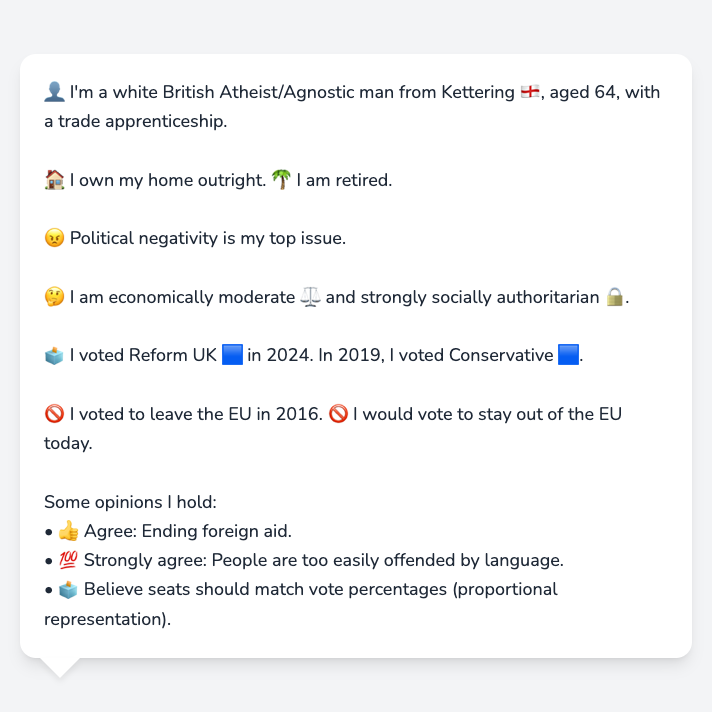 👤 I'm a white British Atheist/Agnostic man from Kettering 🏴󠁧󠁢󠁥󠁮󠁧󠁿, aged 64, with
a trade apprenticeship.
🏠 I own my home outright. 🌴 I am retired.
😠 Political negativity is my top issue.
🤔 I am economically moderate ⚖️ and strongly socially authoritarian 🔒.
🗳️ I voted Reform UK 🟦 in 2024. In 2019, I voted Conservative 🟦.
🚫 I voted to leave the EU in 2016. 🚫 I would vote to stay out of the EU
today.
Some opinions I hold:
• 👍 Agree: Ending foreign aid.
• 💯 Strongly agree: People are too easily offended by language.
• 🗳️ Believe seats should match vote percentages (proportional
representation).